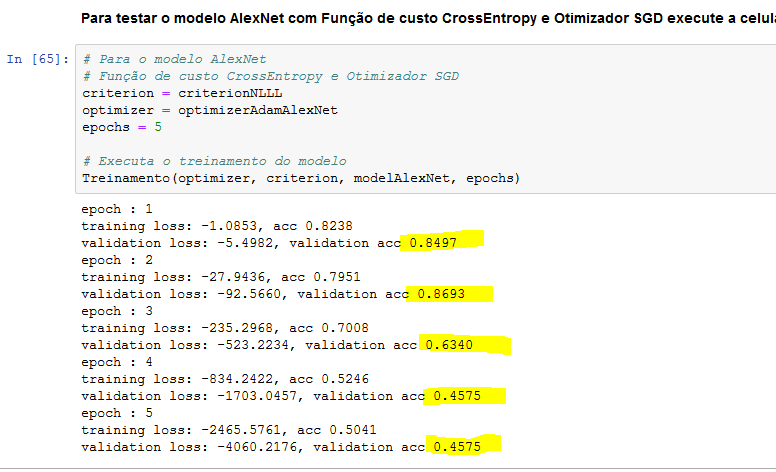 Para testar o modelo AlexNet com Função de custo CrossEntropy e Otimizador SGD execute a celula
In [65]:
# Para o modelo AlexNet
# Função de custo CrossEntropy e Otimizador SGD
criterion = criterionNLLL
optimizer = optimizerAdamAlexNet
epochs = 5
# Executa o treinamento do modelo
Treinamento(optimizer, criterion, modelAlexNet, epochs)
epoch : 1
training loss: -1.0853, acc 0.8238
validation loss: -5.4982, validation acc 0.8497
epoch : 2
training loss: -27.9436, acc 0.7951
validation loss: -92.5660, validation acc 0.8693
epoch : 3
training loss: -235.2968, acc 0.7008
validation loss: -523.2234, validation acc 0.6340
epoch : 4
training loss: -834.2422, acc 0.5246
validation loss: -1703.0457, validation acc 0.4575
epoch : 5
training loss: -2465.5761, acc 0.5041
validation loss: -4060.2176, validation acc 0.4575